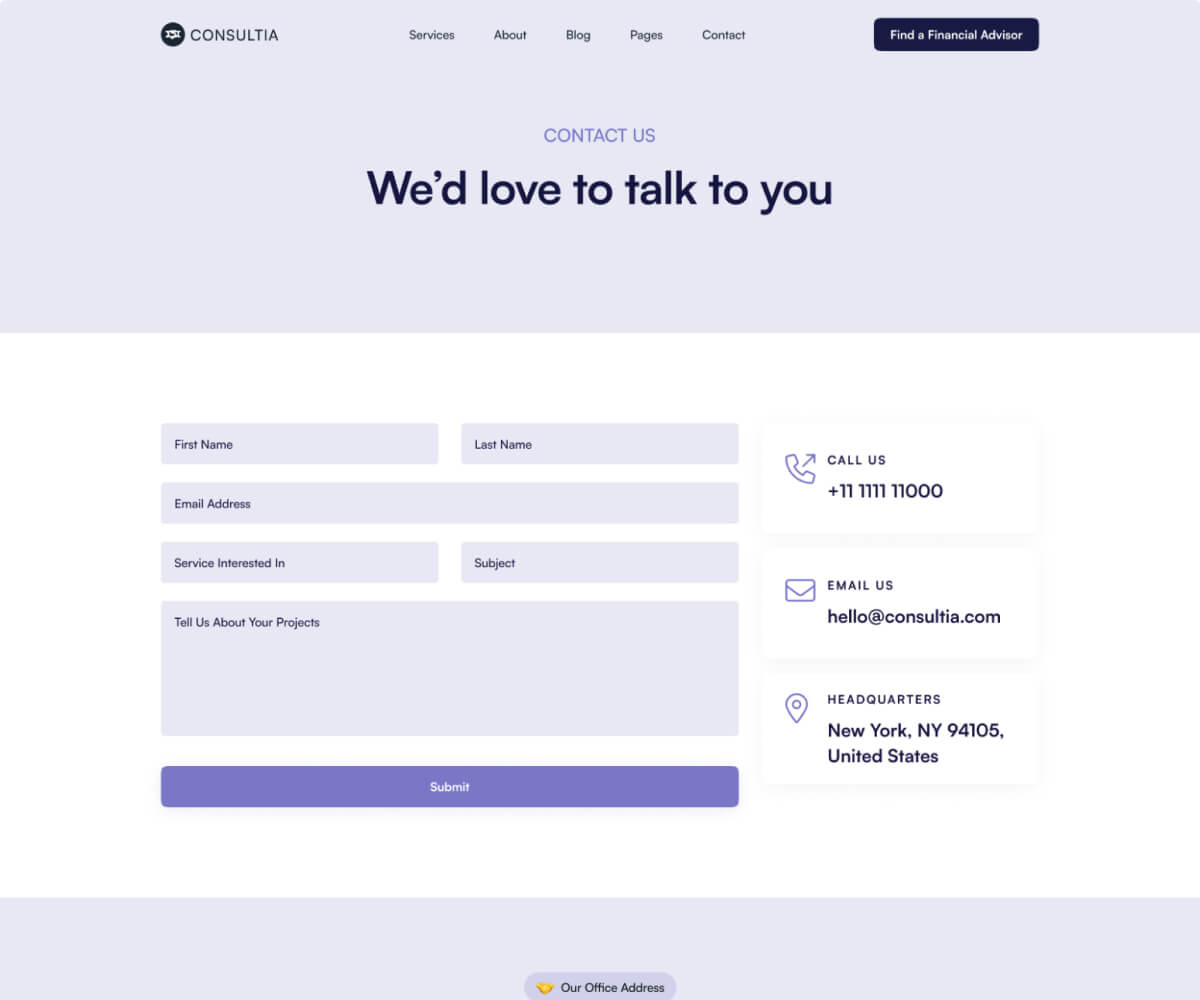 CONSULTIA
Services
About
Blog
Pages
Contact
Find a Financial Advisor
CONTACT US
We’d love to talk to you
First Name
Last Name
Email Address
Service Interested In
Subject
Tell Us About Your Projects
Submit
CALL US
+11 1111 11000
EMAIL US
hello@consultia.com
HEADQUARTERS
New York, NY 94105,
United States
Our Office Address